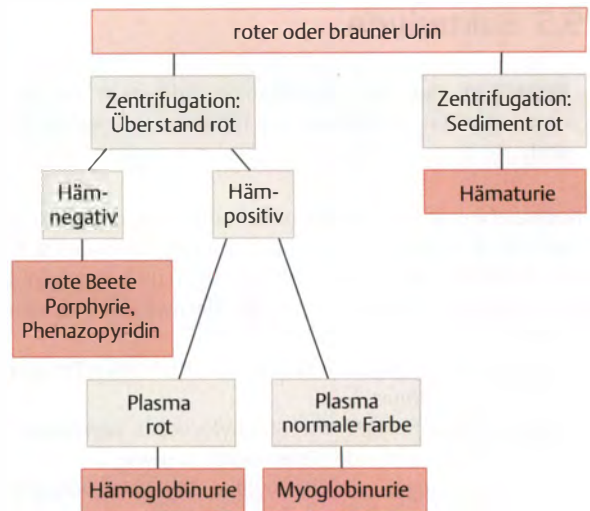 roter oder brauner Urin
Zentrifugation:
Überstand rot
Zentrifugation:
Sediment rot
Häm-
negativ
Häm-
positiv
Hämaturie
rote Beete
Porphyrie,
Phenazopyridin
Plasma
rot
Plasma
normale Farbe
Hämoglobinurie
Myoglobinurie